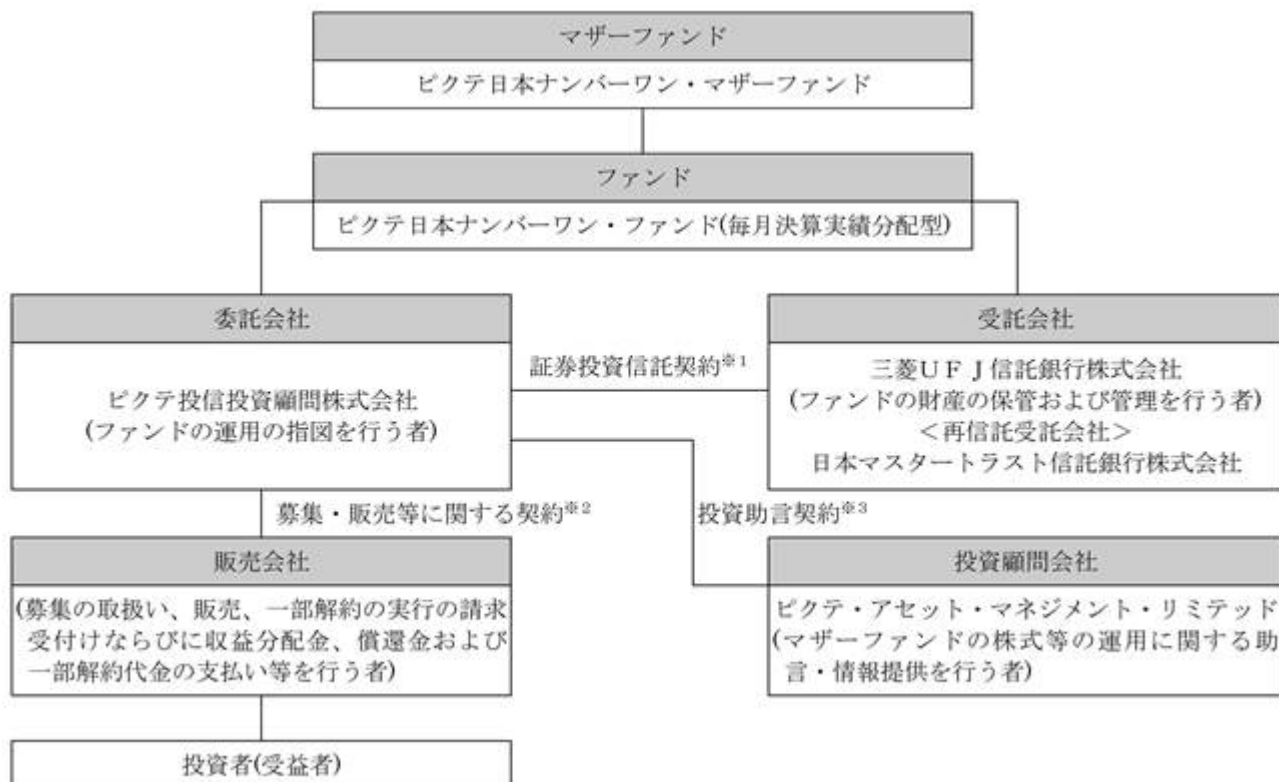 マザーファンド
ピクテ日本ナンバーワン・マザーファンド
ファンド
ピクテ日本ナンバーワン・ファンド(毎月決算実績分配型)
委託会社
ピクテ投信投資顧問株式会社
(ファンドの運用の指図を行う者)
証券投資信託契約※1
受託会社
三菱UFJ信託銀行株式会社
(ファンドの財産の保管および管理を行う者)
<再信託受託会社>
日本マスタートラスト信託銀行株式会社
募集・販売等に関する契約※2
投資助言契約※3
販売会社
(募集の取扱い、販売、一部解約の実行の請求
受付けならびに収益分配金、償還金および
一部解約代金の支払い等を行う者)
投資顧問会社
ピクテ・アセット・マネジメント・リミテッド
(マザーファンドの株式等の運用に関する助
言・情報提供を行う者)
投資者(受益者)